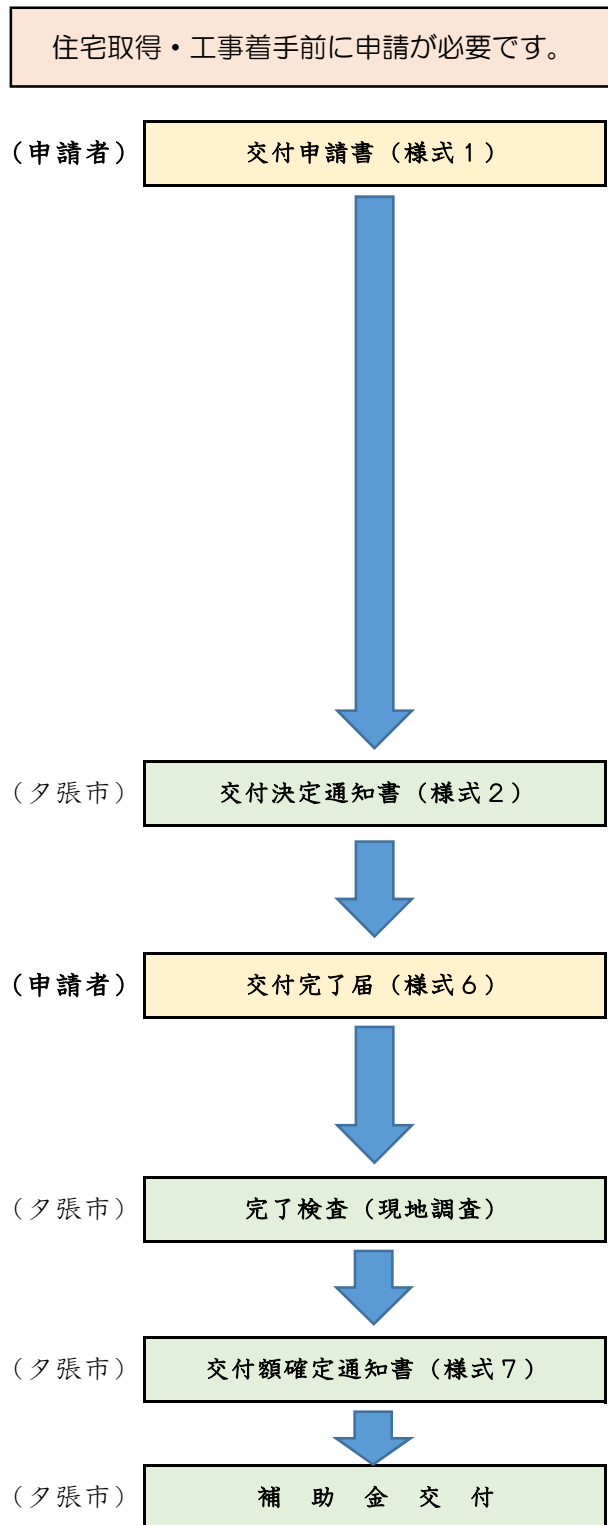 住宅取得・工事着手前に申請が必要です。
（申請者） 交付申請書（様式１）
（夕張市） 交付決定通知書（様式２）
（申請者） 交付完了届（様式６）
（夕張市） 完了検査（現地調査）
（夕張市） 交付額確定通知書（様式７）
（夕張市） 補　助　金　交　付